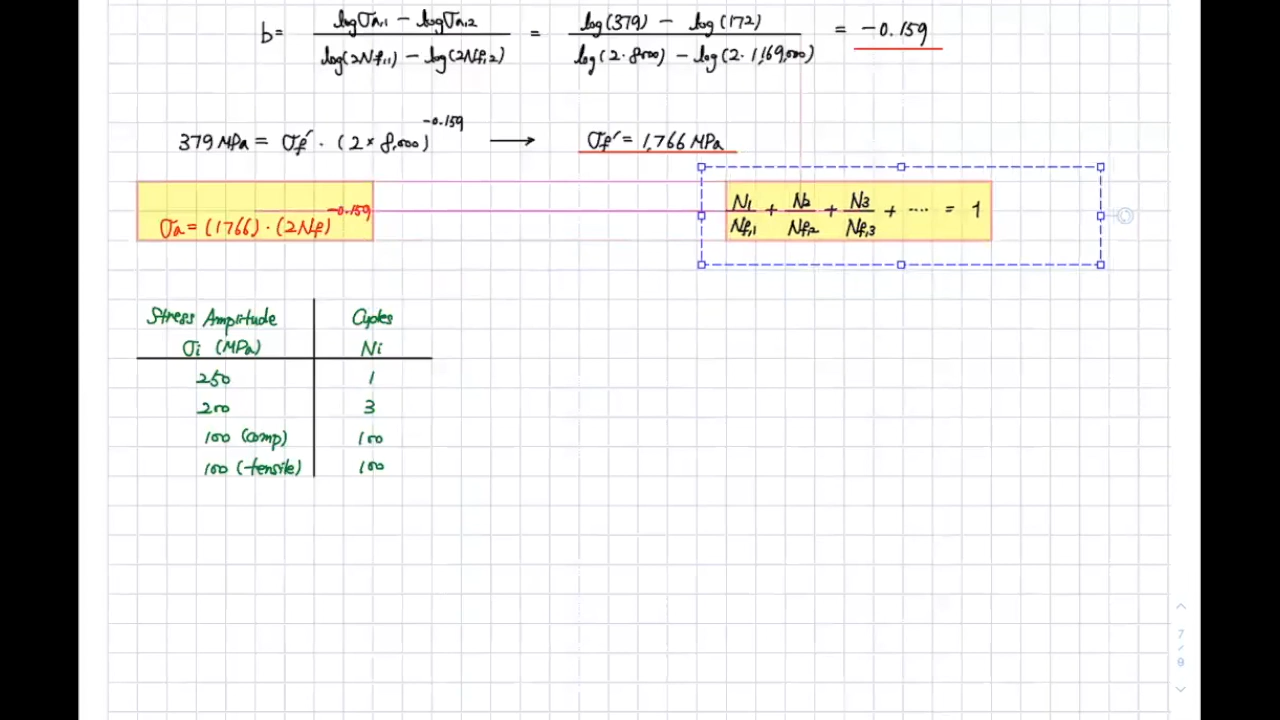 b = (log σa,1 − log σa,2) / (log(2Nf,1) − log(2Nf,2)) = (log(379) − log(172)) / (log(2·8000) − log(2·1,169,000)) = −0.159
379 MPa = σf′ · (2 × 8,000)^−0.159 → σf′ = 1,766 MPa
σa = (1766) · (2Nf)^−0.159
N1/Nf,1 + N2/Nf,2 + N3/Nf,3 + ···· = 1
Stress Amplitude Cycles
σi (MPa) Ni
250 1
200 3
100 (comp) 100
100 (tensile) 100
7
/
9